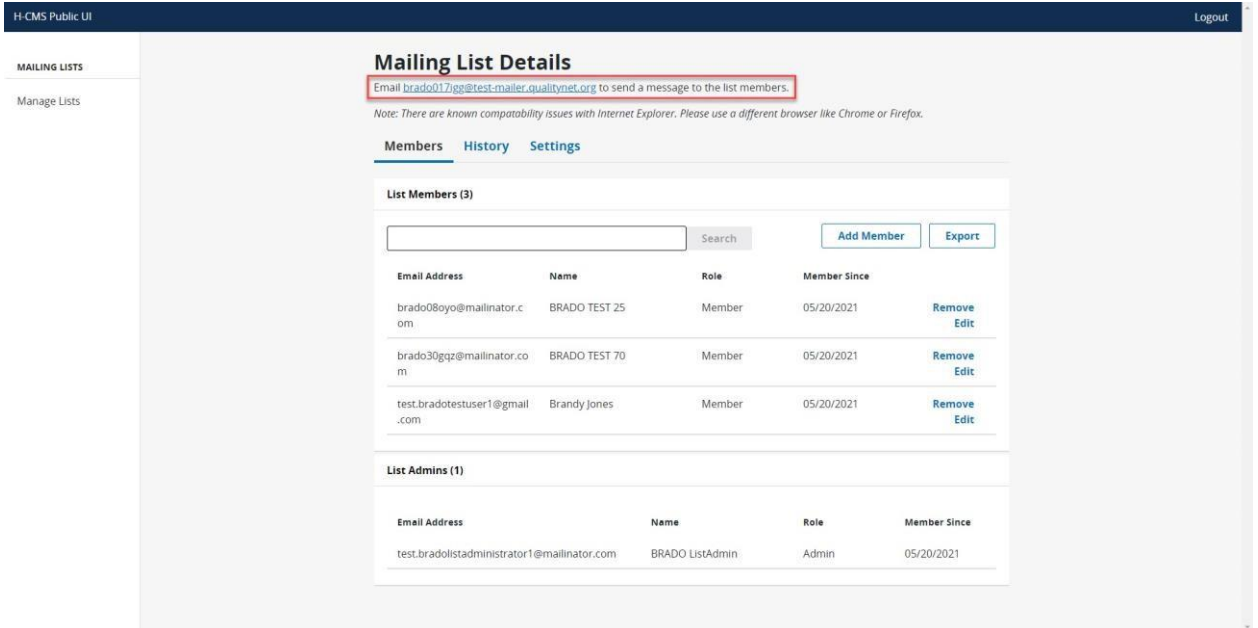 H-CMS Public UI
Logout
MAILING LISTS
Manage Lists
Mailing List Details
Email brado017jgg@test-mailer.qualitynet.org to send a message to the list members.
Note: There are known compatability issues with Internet Explorer. Please use a different browser like Chrome or Firefox.
Members History Settings
List Members (3)
Search Add Member Export
Email Address Name Role Member Since
brado08oyo@mailinator.c BRADO TEST 25 Member 05/20/2021 Remove
om Edit
brado30gqz@mailinator.co BRADO TEST 70 Member 05/20/2021 Remove
m Edit
test.bradotestuser1@gmail Brandy Jones Member 05/20/2021 Remove
.com Edit
List Admins (1)
Email Address Name Role Member Since
test.bradolistadministrator1@mailinator.com BRADO ListAdmin Admin 05/20/2021